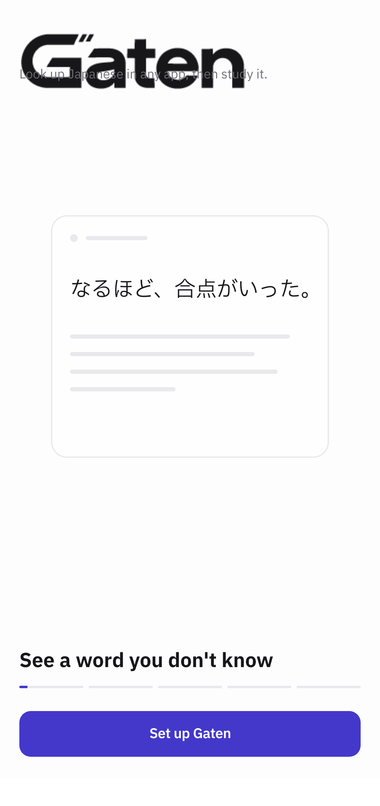 Gaten
Look up Japanese in any app, then study it.
なるほど、合点がいった。
See a word you don't know
Set up Gaten